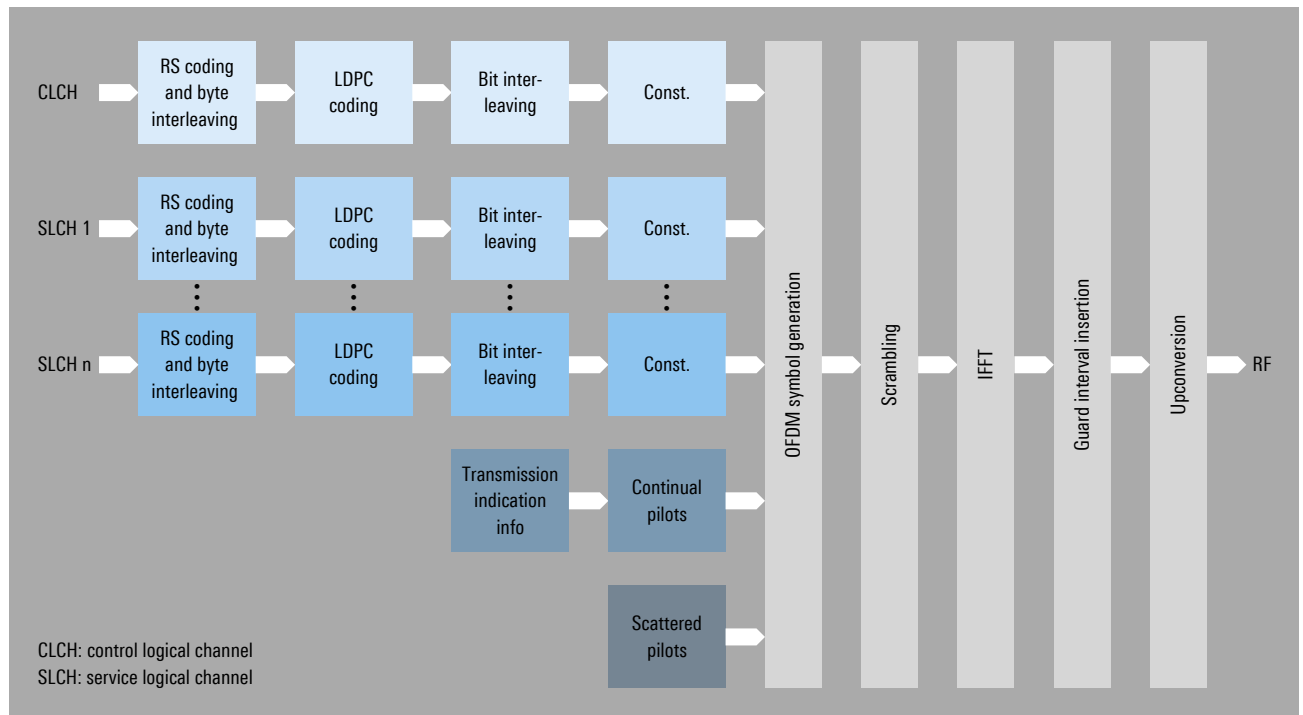 CLCH
RS coding
and byte
interleaving
LDPC
coding
Bit inter-
leaving
Const.
SLCH 1
RS coding
and byte
interleaving
LDPC
coding
Bit inter-
leaving
Const.
SLCH n
RS coding
and byte
interleaving
LDPC
coding
Bit inter-
leaving
Const.
Transmission
indication
info
Continual
pilots
Scattered
pilots
OFDM symbol generation
Scrambling
IFFT
Guard interval insertion
Upconversion
RF
CLCH: control logical channel
SLCH: service logical channel